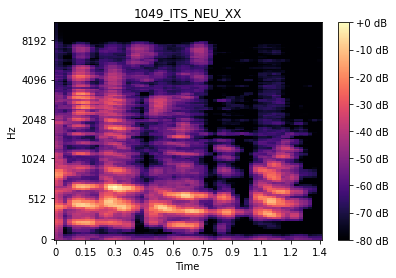 1049_ITS_NEU_XX
8192
4096
2048
1024
512
0
Hz
0 0.15 0.3 0.45 0.6 0.75 0.9 1.1 1.2 1.4
Time
+0 dB
-10 dB
-20 dB
-30 dB
-40 dB
-50 dB
-60 dB
-70 dB
-80 dB